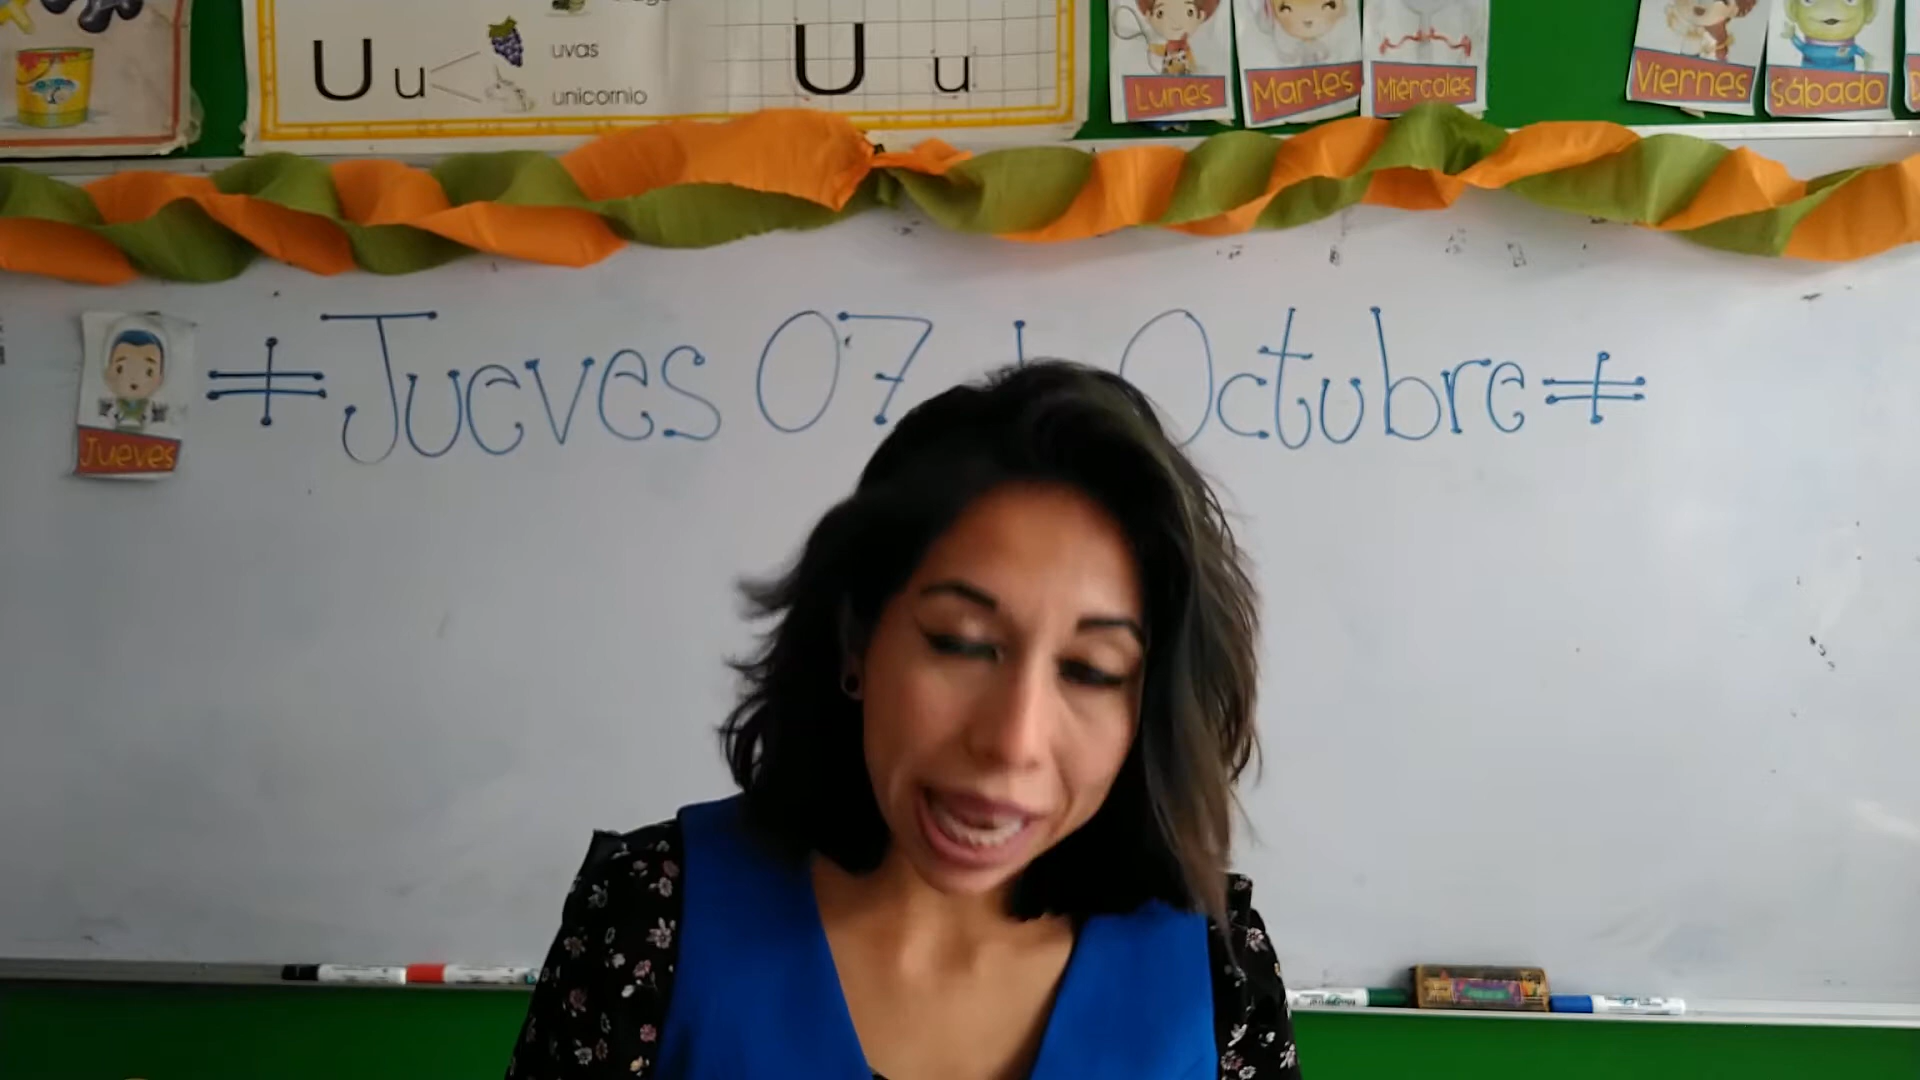 U u
uvas
unicornio
U u
Lunes
Martes
Miércoles
Viernes
Sábado
Jueves
Jueves 07 Octubre